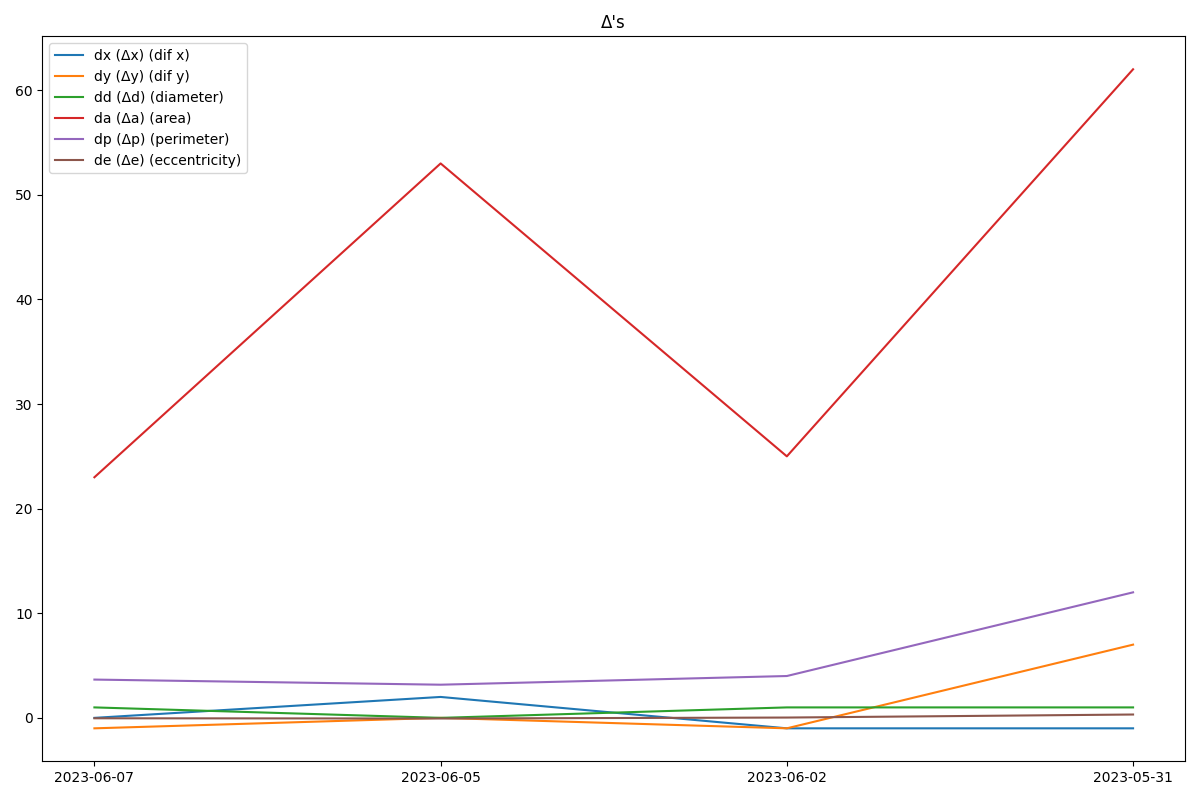 Δ's
dx (Δx) (dif x)
dy (Δy) (dif y)
dd (Δd) (diameter)
da (Δa) (area)
dp (Δp) (perimeter)
de (Δe) (eccentricity)
60
50
40
30
20
10
0
2023-06-07 2023-06-05 2023-06-02 2023-05-31